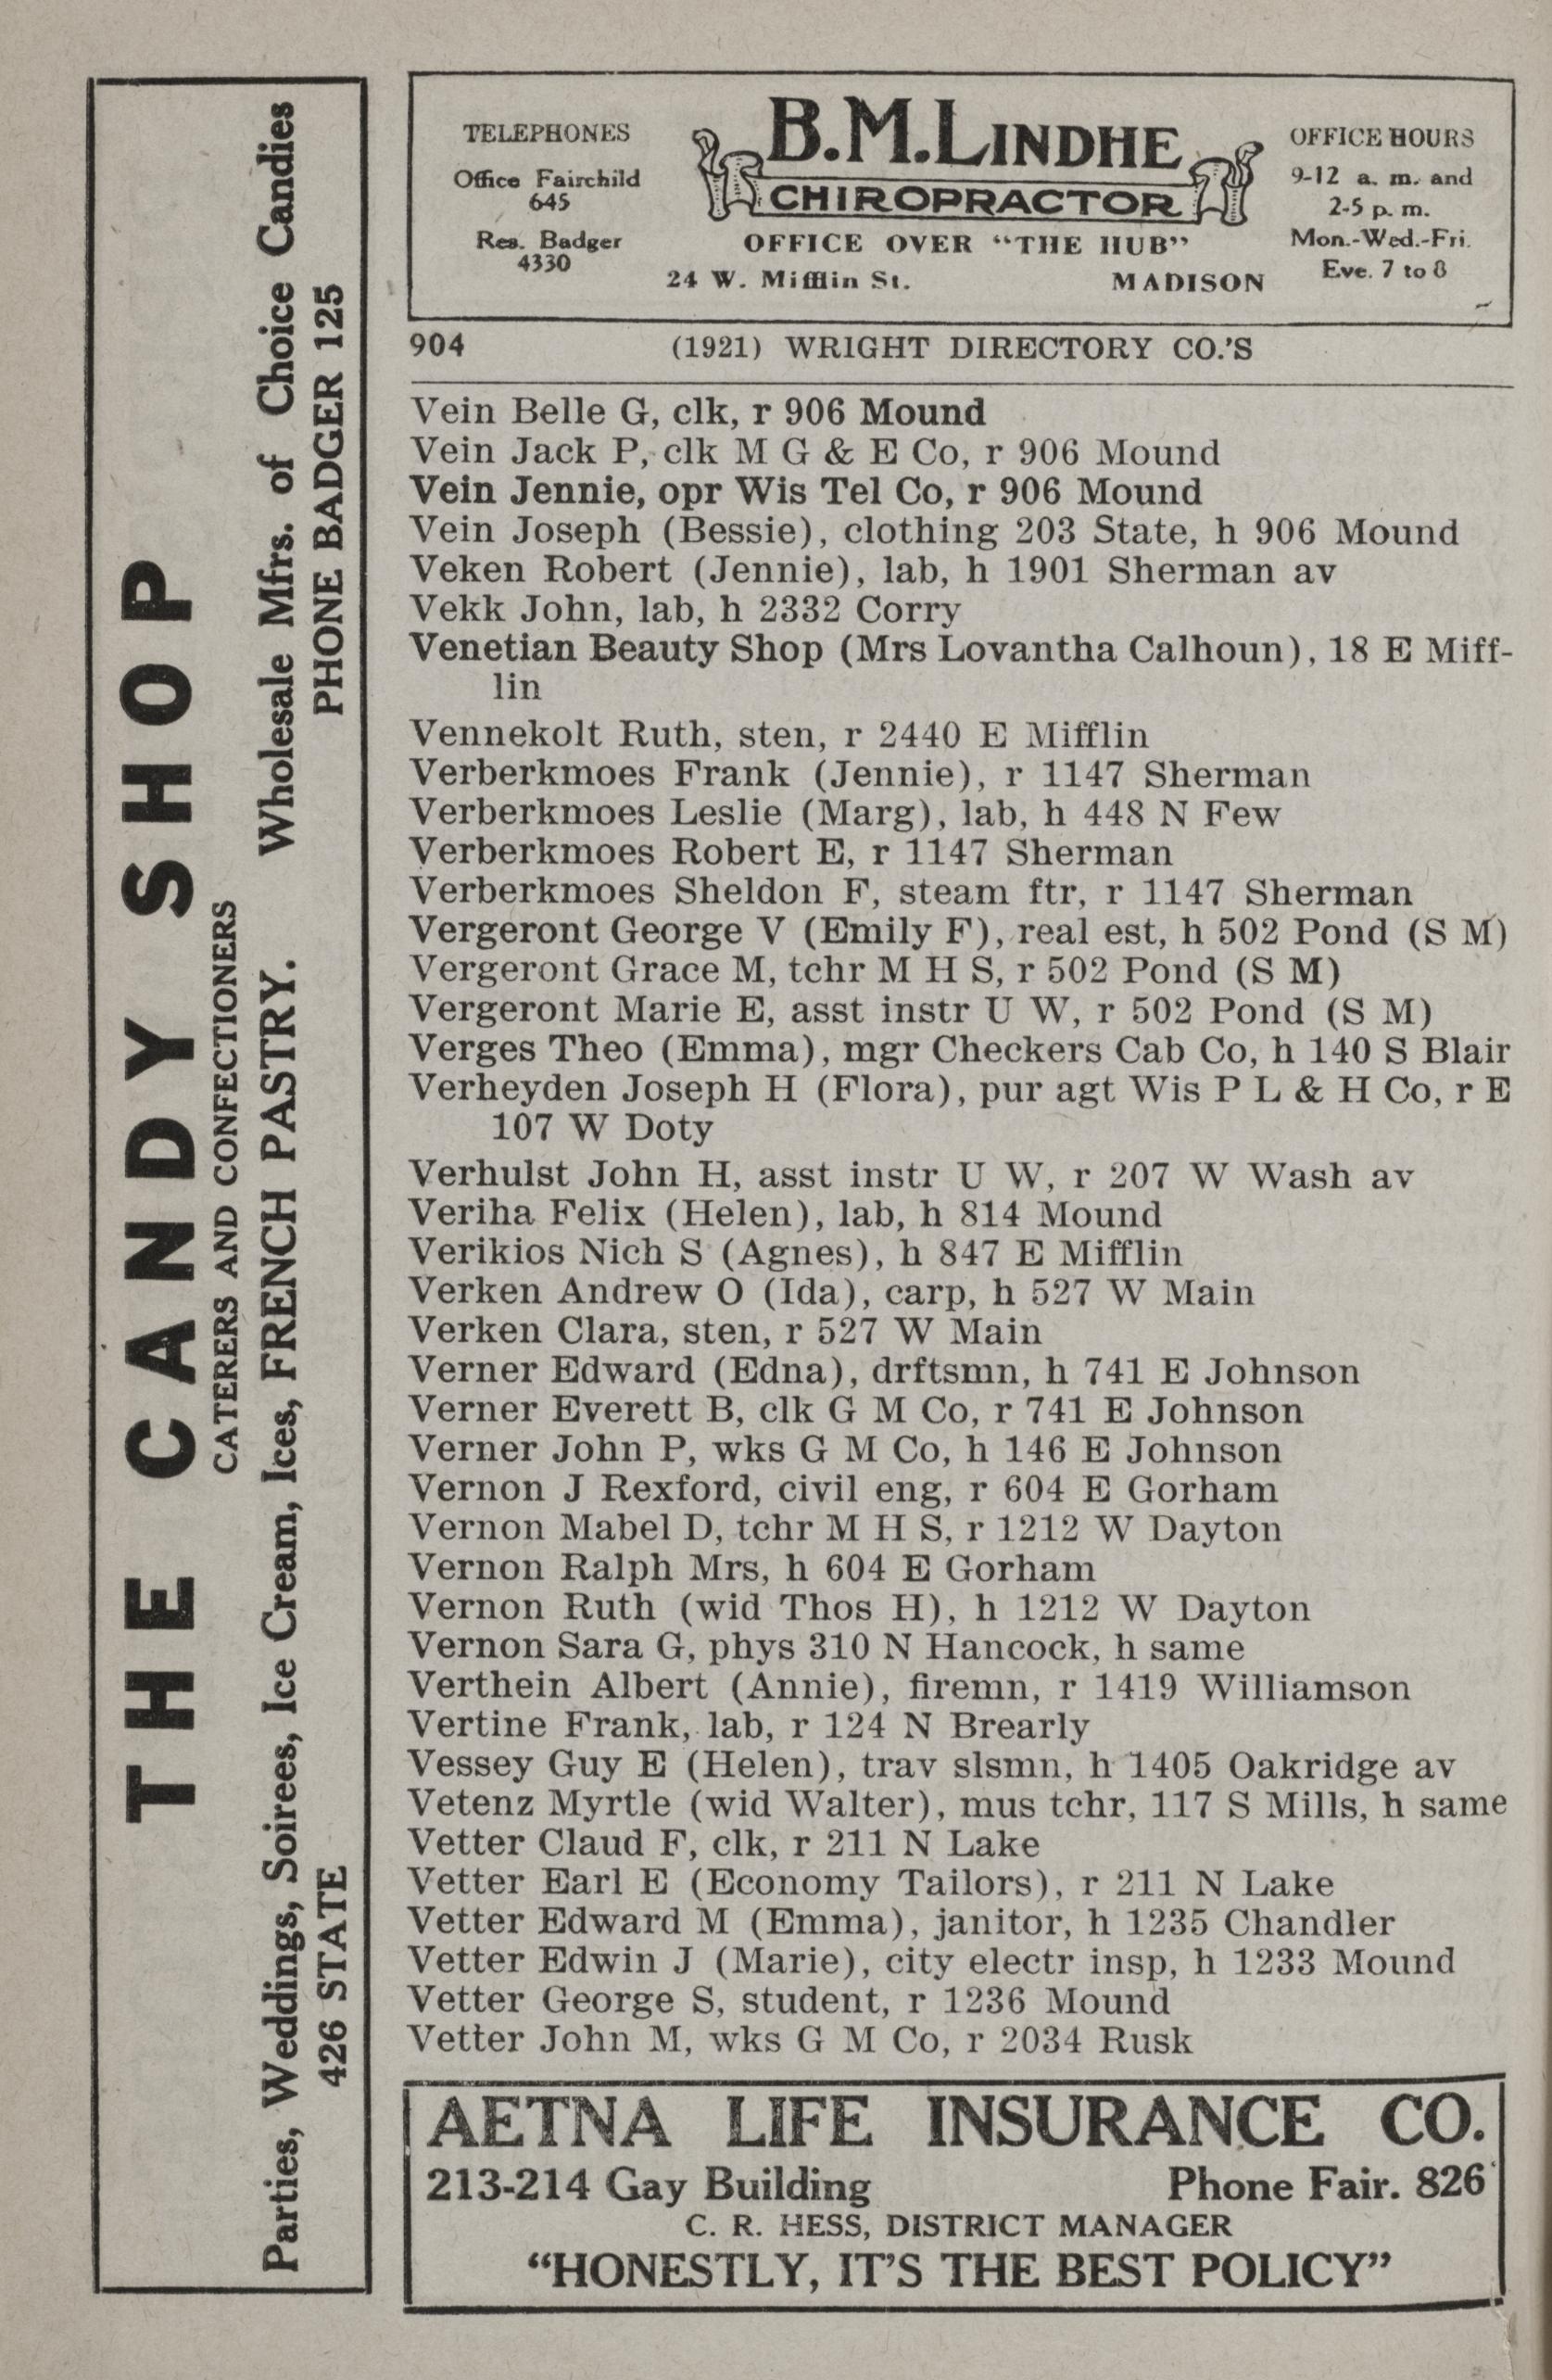 THE CANDY SHOP
CATERERS AND CONFECTIONERS
Parties, Weddings, Soirees, Ice Cream, Ices, FRENCH PASTRY. Wholesale Mfrs. of Choice Candies
426 STATE PHONE BADGER 125
TELEPHONES
Office Fairchild
645
Res. Badger
4330
B.M.LINDHE
CHIROPRACTOR
OFFICE OVER "THE HUB"
24 W. Mifflin St. MADISON
OFFICE HOURS
9-12 a. m. and
2-5 p. m.
Mon.-Wed.-Fri.
Eve. 7 to 8
904 (1921) WRIGHT DIRECTORY CO.'S
Vein Belle G, clk, r 906 Mound
Vein Jack P, clk M G & E Co, r 906 Mound
Vein Jennie, opr Wis Tel Co, r 906 Mound
Vein Joseph (Bessie), clothing 203 State, h 906 Mound
Veken Robert (Jennie), lab, h 1901 Sherman av
Vekk John, lab, h 2332 Corry
Venetian Beauty Shop (Mrs Lovantha Calhoun), 18 E Miff-
lin
Vennekolt Ruth, sten, r 2440 E Mifflin
Verberkmoes Frank (Jennie), r 1147 Sherman
Verberkmoes Leslie (Marg), lab, h 448 N Few
Verberkmoes Robert E, r 1147 Sherman
Verberkmoes Sheldon F, steam ftr, r 1147 Sherman
Vergeront George V (Emily F), real est, h 502 Pond (S M)
Vergeront Grace M, tchr M H S, r 502 Pond (S M)
Vergeront Marie E, asst instr U W, r 502 Pond (S M)
Verges Theo (Emma), mgr Checkers Cab Co, h 140 S Blair
Verheyden Joseph H (Flora), pur agt Wis P L & H Co, r E
107 W Doty
Verhulst John H, asst instr U W, r 207 W Wash av
Veriha Felix (Helen), lab, h 814 Mound
Verikios Nich S (Agnes), h 847 E Mifflin
Verken Andrew O (Ida), carp, h 527 W Main
Verken Clara, sten, r 527 W Main
Verner Edward (Edna), drftsmn, h 741 E Johnson
Verner Everett B, clk G M Co, r 741 E Johnson
Verner John P, wks G M Co, h 146 E Johnson
Vernon J Rexford, civil eng, r 604 E Gorham
Vernon Mabel D, tchr M H S, r 1212 W Dayton
Vernon Ralph Mrs, h 604 E Gorham
Vernon Ruth (wid Thos H), h 1212 W Dayton
Vernon Sara G, phys 310 N Hancock, h same
Verthein Albert (Annie), firemn, r 1419 Williamson
Vertine Frank, lab, r 124 N Brearly
Vessey Guy E (Helen), trav slsmn, h 1405 Oakridge av
Vetenz Myrtle (wid Walter), mus tchr, 117 S Mills, h same
Vetter Claud F, clk, r 211 N Lake
Vetter Earl E (Economy Tailors), r 211 N Lake
Vetter Edward M (Emma), janitor, h 1235 Chandler
Vetter Edwin J (Marie), city electr insp, h 1233 Mound
Vetter George S, student, r 1236 Mound
Vetter John M, wks G M Co, r 2034 Rusk
AETNA LIFE INSURANCE CO.
213-214 Gay Building Phone Fair. 826
C. R. HESS, DISTRICT MANAGER
"HONESTLY, IT'S THE BEST POLICY"